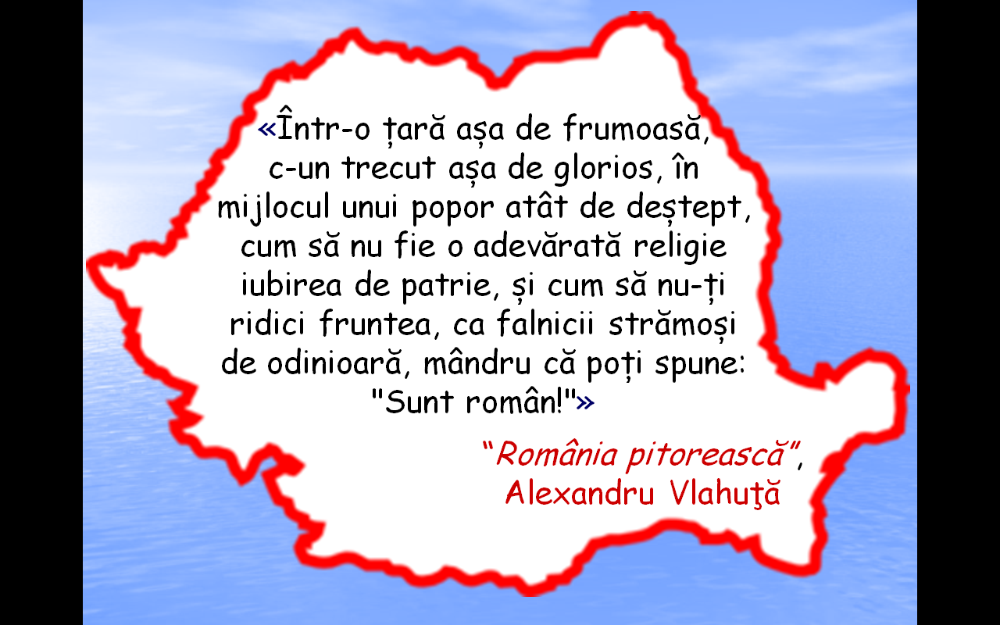 «Într-o țară așa de frumoasă,
c-un trecut așa de glorios, în
mijlocul unui popor atât de deștept,
cum să nu fie o adevărată religie
iubirea de patrie, și cum să nu-ți
ridici fruntea, ca falnicii strămoși
de odinioară, mândru că poți spune:
"Sunt român!"»
“România pitorească”,
Alexandru Vlahuţă